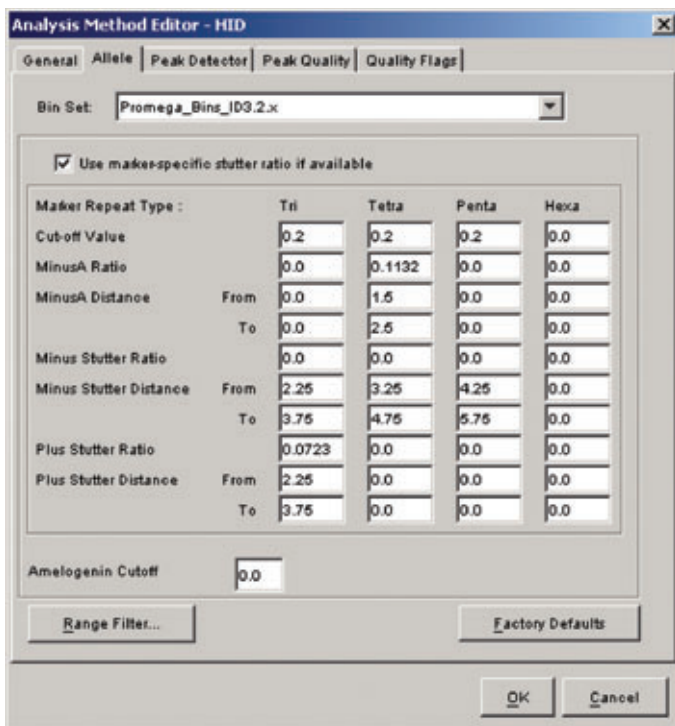 Analysis Method Editor - HID
General Allele Peak Detector Peak Quality Quality Flags
Bin Set: Promega_Bins_ID3.2.x
Use marker-specific stutter ratio if available
Marker Repeat Type : Tri Tetra Penta Hexa
Cut-off Value 0.2 0.2 0.2 0.0
MinusA Ratio 0.0 0.1132 0.0 0.0
MinusA Distance From 0.0 1.5 0.0 0.0
To 0.0 2.5 0.0 0.0
Minus Stutter Ratio 0.0 0.0 0.0 0.0
Minus Stutter Distance From 2.25 3.25 4.25 0.0
To 3.75 4.75 5.75 0.0
Plus Stutter Ratio 0.0723 0.0 0.0 0.0
Plus Stutter Distance From 2.25 0.0 0.0 0.0
To 3.75 0.0 0.0 0.0
Amelogenin Cutoff 0.0
Range Filter... Factory Defaults
OK Cancel